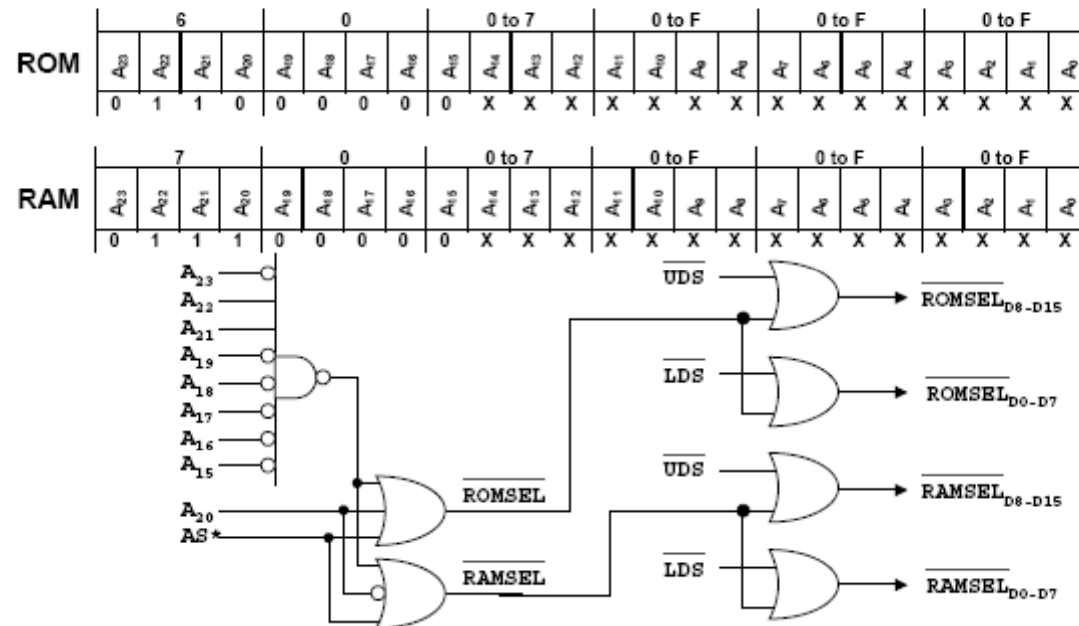 6 0 0 to 7 0 to F 0 to F 0 to F
ROM A23 A22 A21 A20 A19 A18 A17 A16 A15 A14 A13 A12 A11 A10 A9 A8 A7 A6 A5 A4 A3 A2 A1 A0
0 1 1 0 0 0 0 0 0 X X X X X X X X X X X X X X X
7 0 0 to 7 0 to F 0 to F 0 to F
RAM A23 A22 A21 A20 A19 A18 A17 A16 A15 A14 A13 A12 A11 A10 A9 A8 A7 A6 A5 A4 A3 A2 A1 A0
0 1 1 1 0 0 0 0 0 X X X X X X X X X X X X X X X
A23
A22
A21
A19
A18
A17
A16
A15
A20
AS*
ROMSEL
RAMSEL
UDS
ROMSEL D8-D15
LDS
ROMSEL D0-D7
UDS
RAMSEL D8-D15
LDS
RAMSEL D0-D7